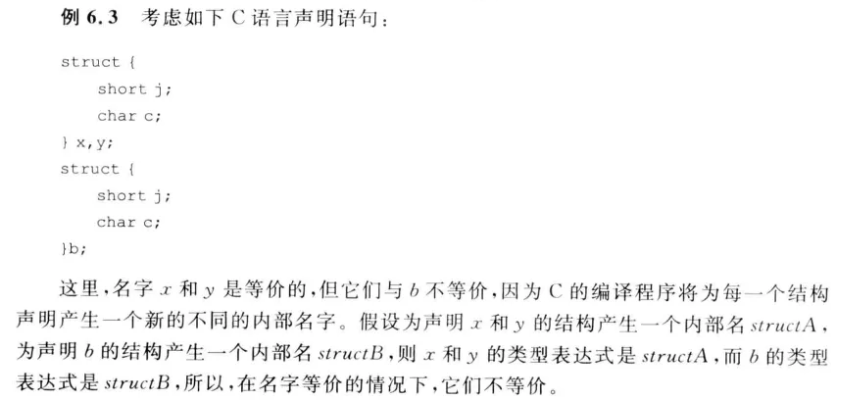 例 6.3 考虑如下 C 语言声明语句：
struct {
short j;
char c;
} x,y;
struct {
short j;
char c;
}b;
这里，名字 x 和 y 是等价的，但它们与 b 不等价，因为 C 的编译程序将为每一个结构
声明产生一个新的不同的内部名字。假设为声明 x 和 y 的结构产生一个内部名 structA，
为声明 b 的结构产生一个内部名 structB，则 x 和 y 的类型表达式是 structA，而 b 的类型
表达式是 structB，所以，在名字等价的情况下，它们不等价。